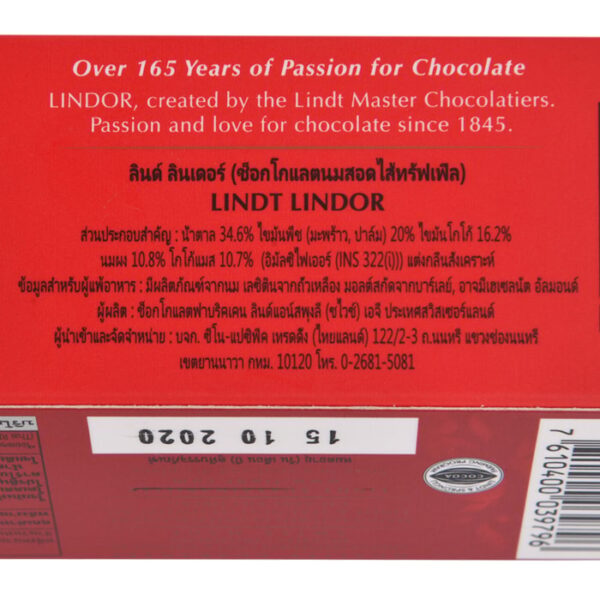 Over 165 Years of Passion for Chocolate
LINDOR, created by the Lindt Master Chocolatiers.
Passion and love for chocolate since 1845.
ลินด์ ลินเดอร์ (ช็อกโกแลตนมสอดไส้ทรัฟเฟิล)
LINDT LINDOR
ส่วนประกอบสำคัญ : น้ำตาล 34.6% ไขมันพืช (มะพร้าว, ปาล์ม) 20% ไขมันโกโก้ 16.2%
นมผง 10.8% โกโก้แมส 10.7% (อิมัลซิไฟเออร์ (INS 322(i))) แต่งกลิ่นสังเคราะห์
ข้อมูลสำหรับผู้แพ้อาหาร : มีผลิตภัณฑ์จากนม เลซิตินจากถั่วเหลือง มอลต์สกัดจากบาร์เลย์, อาจมีเฮเซลนัต อัลมอนด์
ผู้ผลิต : ช็อกโกแลตฟาบริคเคน ลินด์แอนด์สพุงลี (ชไวซ์) เอจี ประเทศสวิสเซอร์แลนด์
ผู้นำเข้าและจัดจำหน่าย : บจก. ซีโน-แปซิฟิค เทรดดิ้ง (ไทยแลนด์) 122/2-3 ถ.นนทรี แขวงช่องนนทรี
เขตยานนาวา กทม. 10120 โทร. 0-2681-5081
15 10 2020
COCOA
7610400 039796